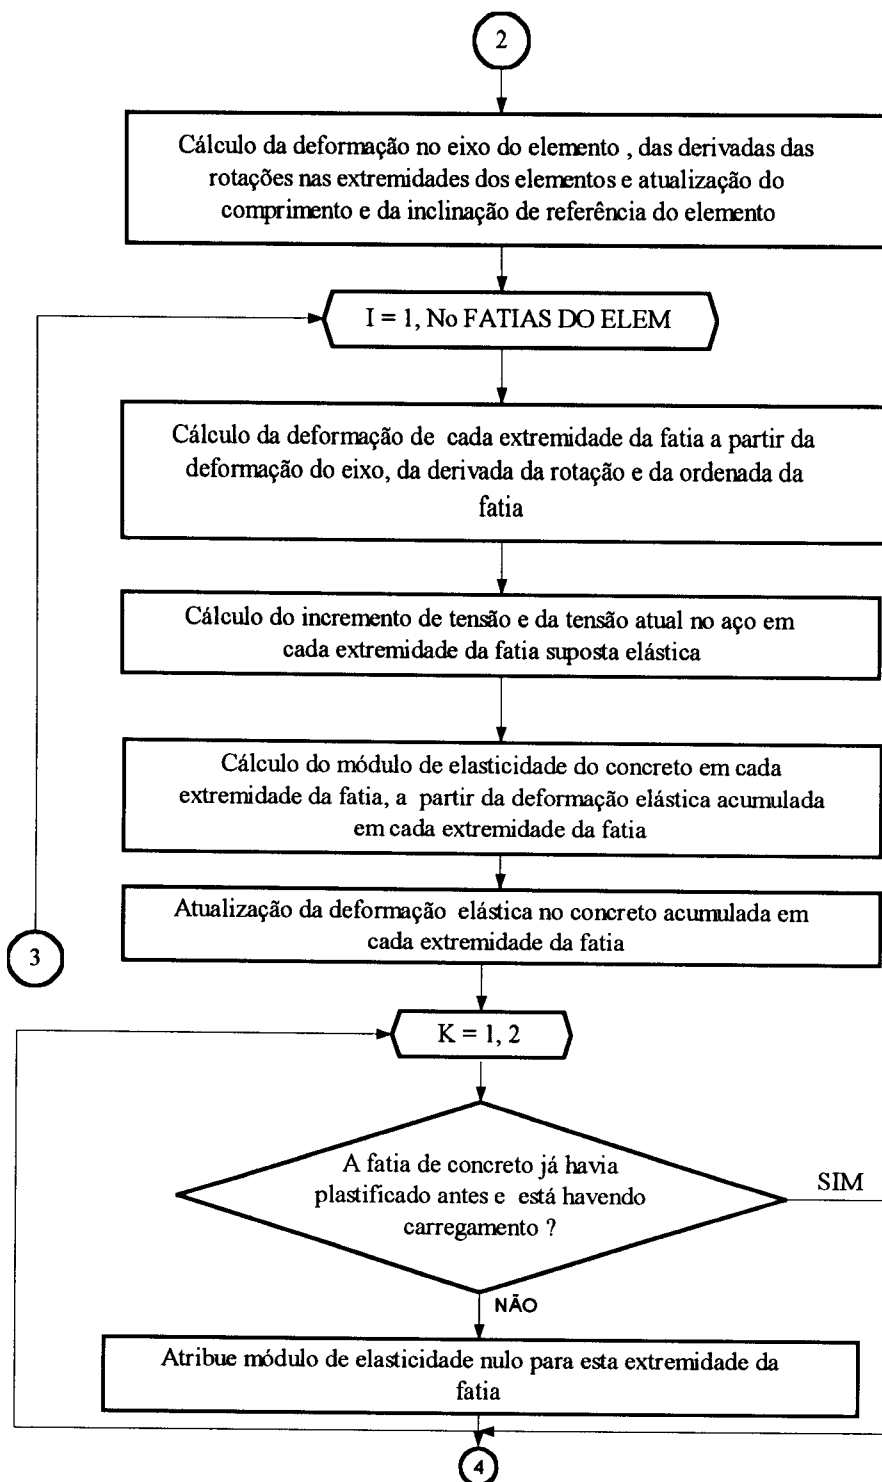 2
Cálculo da deformação no eixo do elemento , das derivadas das
rotações nas extremidades dos elementos e atualização do
comprimento e da inclinação de referência do elemento
I = 1, No FATIAS DO ELEM
Cálculo da deformação de cada extremidade da fatia a partir da
deformação do eixo, da derivada da rotação e da ordenada da
fatia
Cálculo do incremento de tensão e da tensão atual no aço em
cada extremidade da fatia suposta elástica
Cálculo do módulo de elasticidade do concreto em cada
extremidade da fatia, a partir da deformação elástica acumulada
em cada extremidade da fatia
Atualização da deformação elástica no concreto acumulada em
cada extremidade da fatia
3
K = 1, 2
A fatia de concreto já havia
plastificado antes e está havendo
carregamento ?
SIM
NÃO
Atribue módulo de elasticidade nulo para esta extremidade da
fatia
4